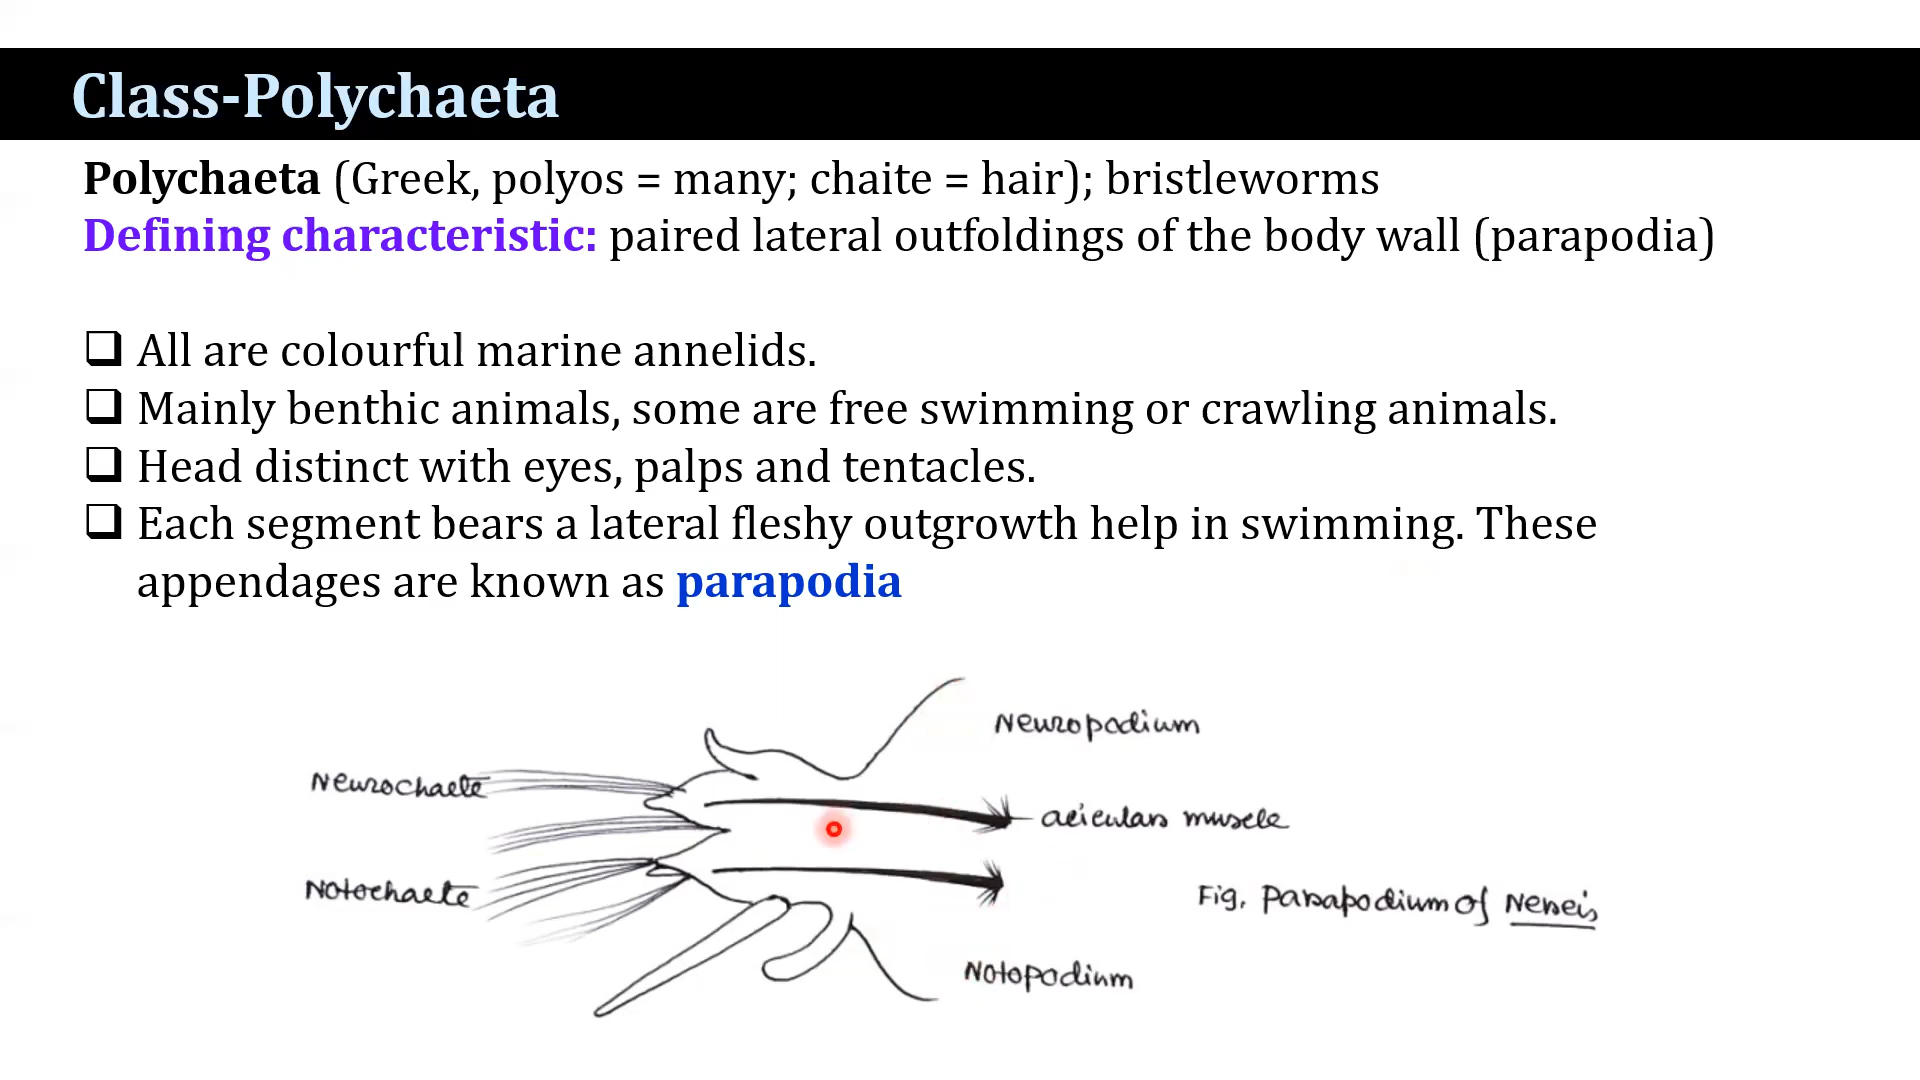 Class-Polychaeta
Polychaeta (Greek, polyos = many; chaite = hair); bristleworms
Defining characteristic: paired lateral outfoldings of the body wall (parapodia)
❑ All are colourful marine annelids.
❑ Mainly benthic animals, some are free swimming or crawling animals.
❑ Head distinct with eyes, palps and tentacles.
❑ Each segment bears a lateral fleshy outgrowth help in swimming. These
appendages are known as parapodia
Neuropodium
Neurochaete
acicular muscle
Notochaete
Fig. Parapodium of Nereis
Notopodium